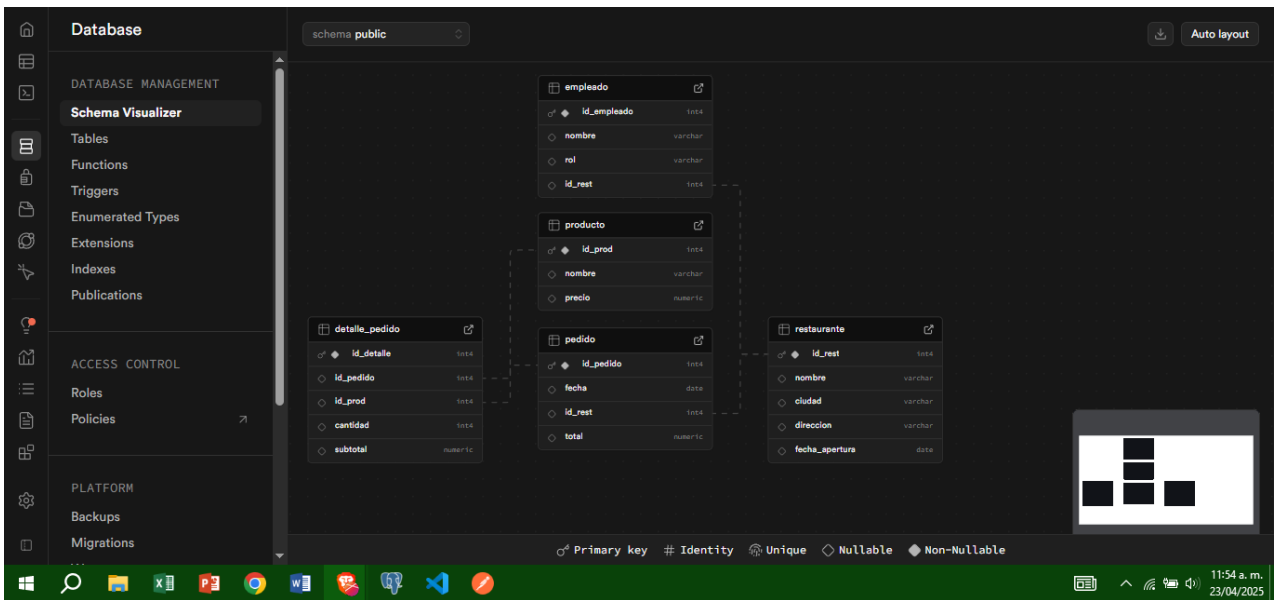 Database
schema public
Auto layout
DATABASE MANAGEMENT
Schema Visualizer
Tables
Functions
Triggers
Enumerated Types
Extensions
Indexes
Publications
ACCESS CONTROL
Roles
Policies
PLATFORM
Backups
Migrations
empleado
id_empleado int4
nombre varchar
rol varchar
id_rest int4
producto
id_prod int4
nombre varchar
precio numeric
detalle_pedido
id_detalle int4
id_pedido int4
id_prod int4
cantidad int4
subtotal numeric
pedido
id_pedido int4
fecha date
id_rest int4
total numeric
restaurante
id_rest int4
nombre varchar
ciudad varchar
direccion varchar
fecha_apertura date
Primary key # Identity Unique Nullable Non-Nullable
11:54 a. m.
23/04/2025